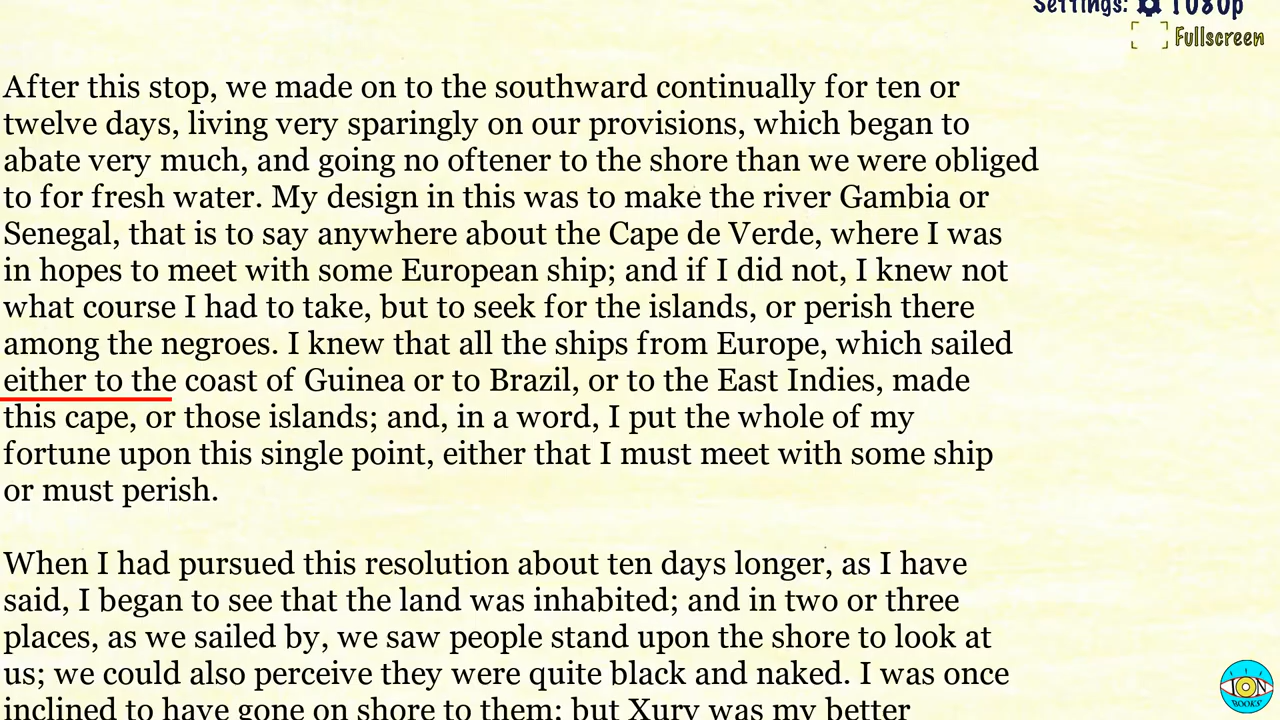 Settings: 1080p
Fullscreen
After this stop, we made on to the southward continually for ten or
twelve days, living very sparingly on our provisions, which began to
abate very much, and going no oftener to the shore than we were obliged
to for fresh water. My design in this was to make the river Gambia or
Senegal, that is to say anywhere about the Cape de Verde, where I was
in hopes to meet with some European ship; and if I did not, I knew not
what course I had to take, but to seek for the islands, or perish there
among the negroes. I knew that all the ships from Europe, which sailed
either to the coast of Guinea or to Brazil, or to the East Indies, made
this cape, or those islands; and, in a word, I put the whole of my
fortune upon this single point, either that I must meet with some ship
or must perish.
When I had pursued this resolution about ten days longer, as I have
said, I began to see that the land was inhabited; and in two or three
places, as we sailed by, we saw people stand upon the shore to look at
us; we could also perceive they were quite black and naked. I was once
inclined to have gone on shore to them; but Xury was my better
ION
BOOKS